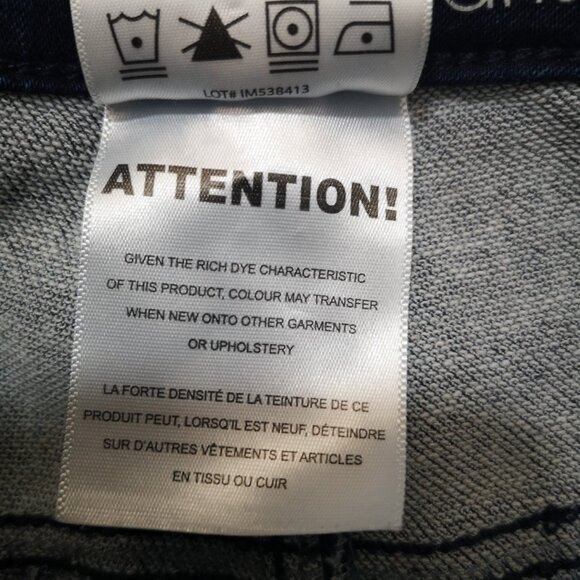 LOT# IM538413
ATTENTION!
GIVEN THE RICH DYE CHARACTERISTIC
OF THIS PRODUCT, COLOUR MAY TRANSFER
WHEN NEW ONTO OTHER GARMENTS
OR UPHOLSTERY
LA FORTE DENSITÉ DE LA TEINTURE DE CE
PRODUIT PEUT, LORSQ'IL EST NEUF, DÉTEINDRE
SUR D'AUTRES VÊTEMENTS ET ARTICLES
EN TISSU OU CUIR